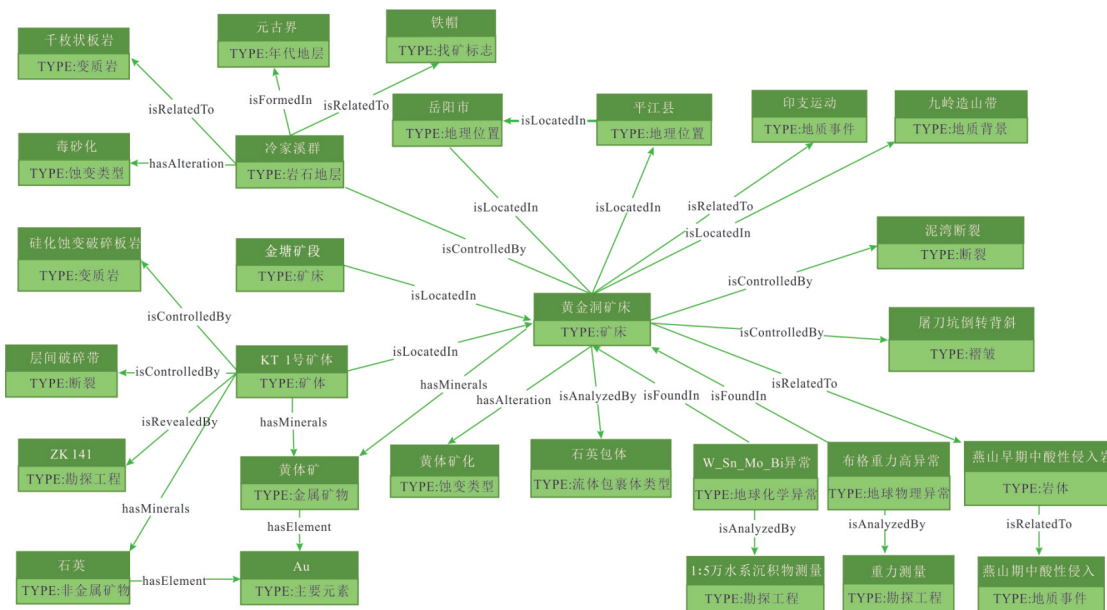 千枚状板岩
TYPE:变质岩
元古界
TYPE:年代地层
铁帽
TYPE:找矿标志
isRelatedTo
isFormedIn
isRelatedTo
岳阳市
TYPE:地理位置
isLocatedIn
平江县
TYPE:地理位置
印支运动
TYPE:地质事件
九岭造山带
TYPE:地质背景
毒砂化
TYPE:蚀变类型
hasAlteration
冷家溪群
TYPE:岩石地层
isLocatedIn
isLocatedIn
isRelatedTo
isLocatedIn
isControlledBy
硅化蚀变破碎板岩
TYPE:变质岩
金塘矿段
TYPE:矿床
isLocatedIn
泥湾断裂
TYPE:断裂
isControlledBy
黄金洞矿床
TYPE:矿床
isControlledBy
屠刀坑倒转背斜
TYPE:褶皱
isControlledBy
层间破碎带
TYPE:断裂
isControlledBy
KT 1号矿体
TYPE:矿体
isLocatedIn
hasMinerals
hasAlteration
isAnalyzedBy
isFoundIn
isFoundIn
isRelatedTo
isRevealedBy
hasMinerals
ZK 141
TYPE:勘探工程
黄体矿
TYPE:金属矿物
黄体矿化
TYPE:蚀变类型
石英包体
TYPE:流体包裹体类型
W_Sn_Mo_Bi异常
TYPE:地球化学异常
布格重力高异常
TYPE:地球物理异常
燕山早期中酸性侵入岩
TYPE:岩体
hasMinerals
hasElement
isAnalyzedBy
isAnalyzedBy
isRelatedTo
石英
TYPE:非金属矿物
hasElement
Au
TYPE:主要元素
1:5万水系沉积物测量
TYPE:勘探工程
重力测量
TYPE:勘探工程
燕山期中酸性侵入
TYPE:地质事件